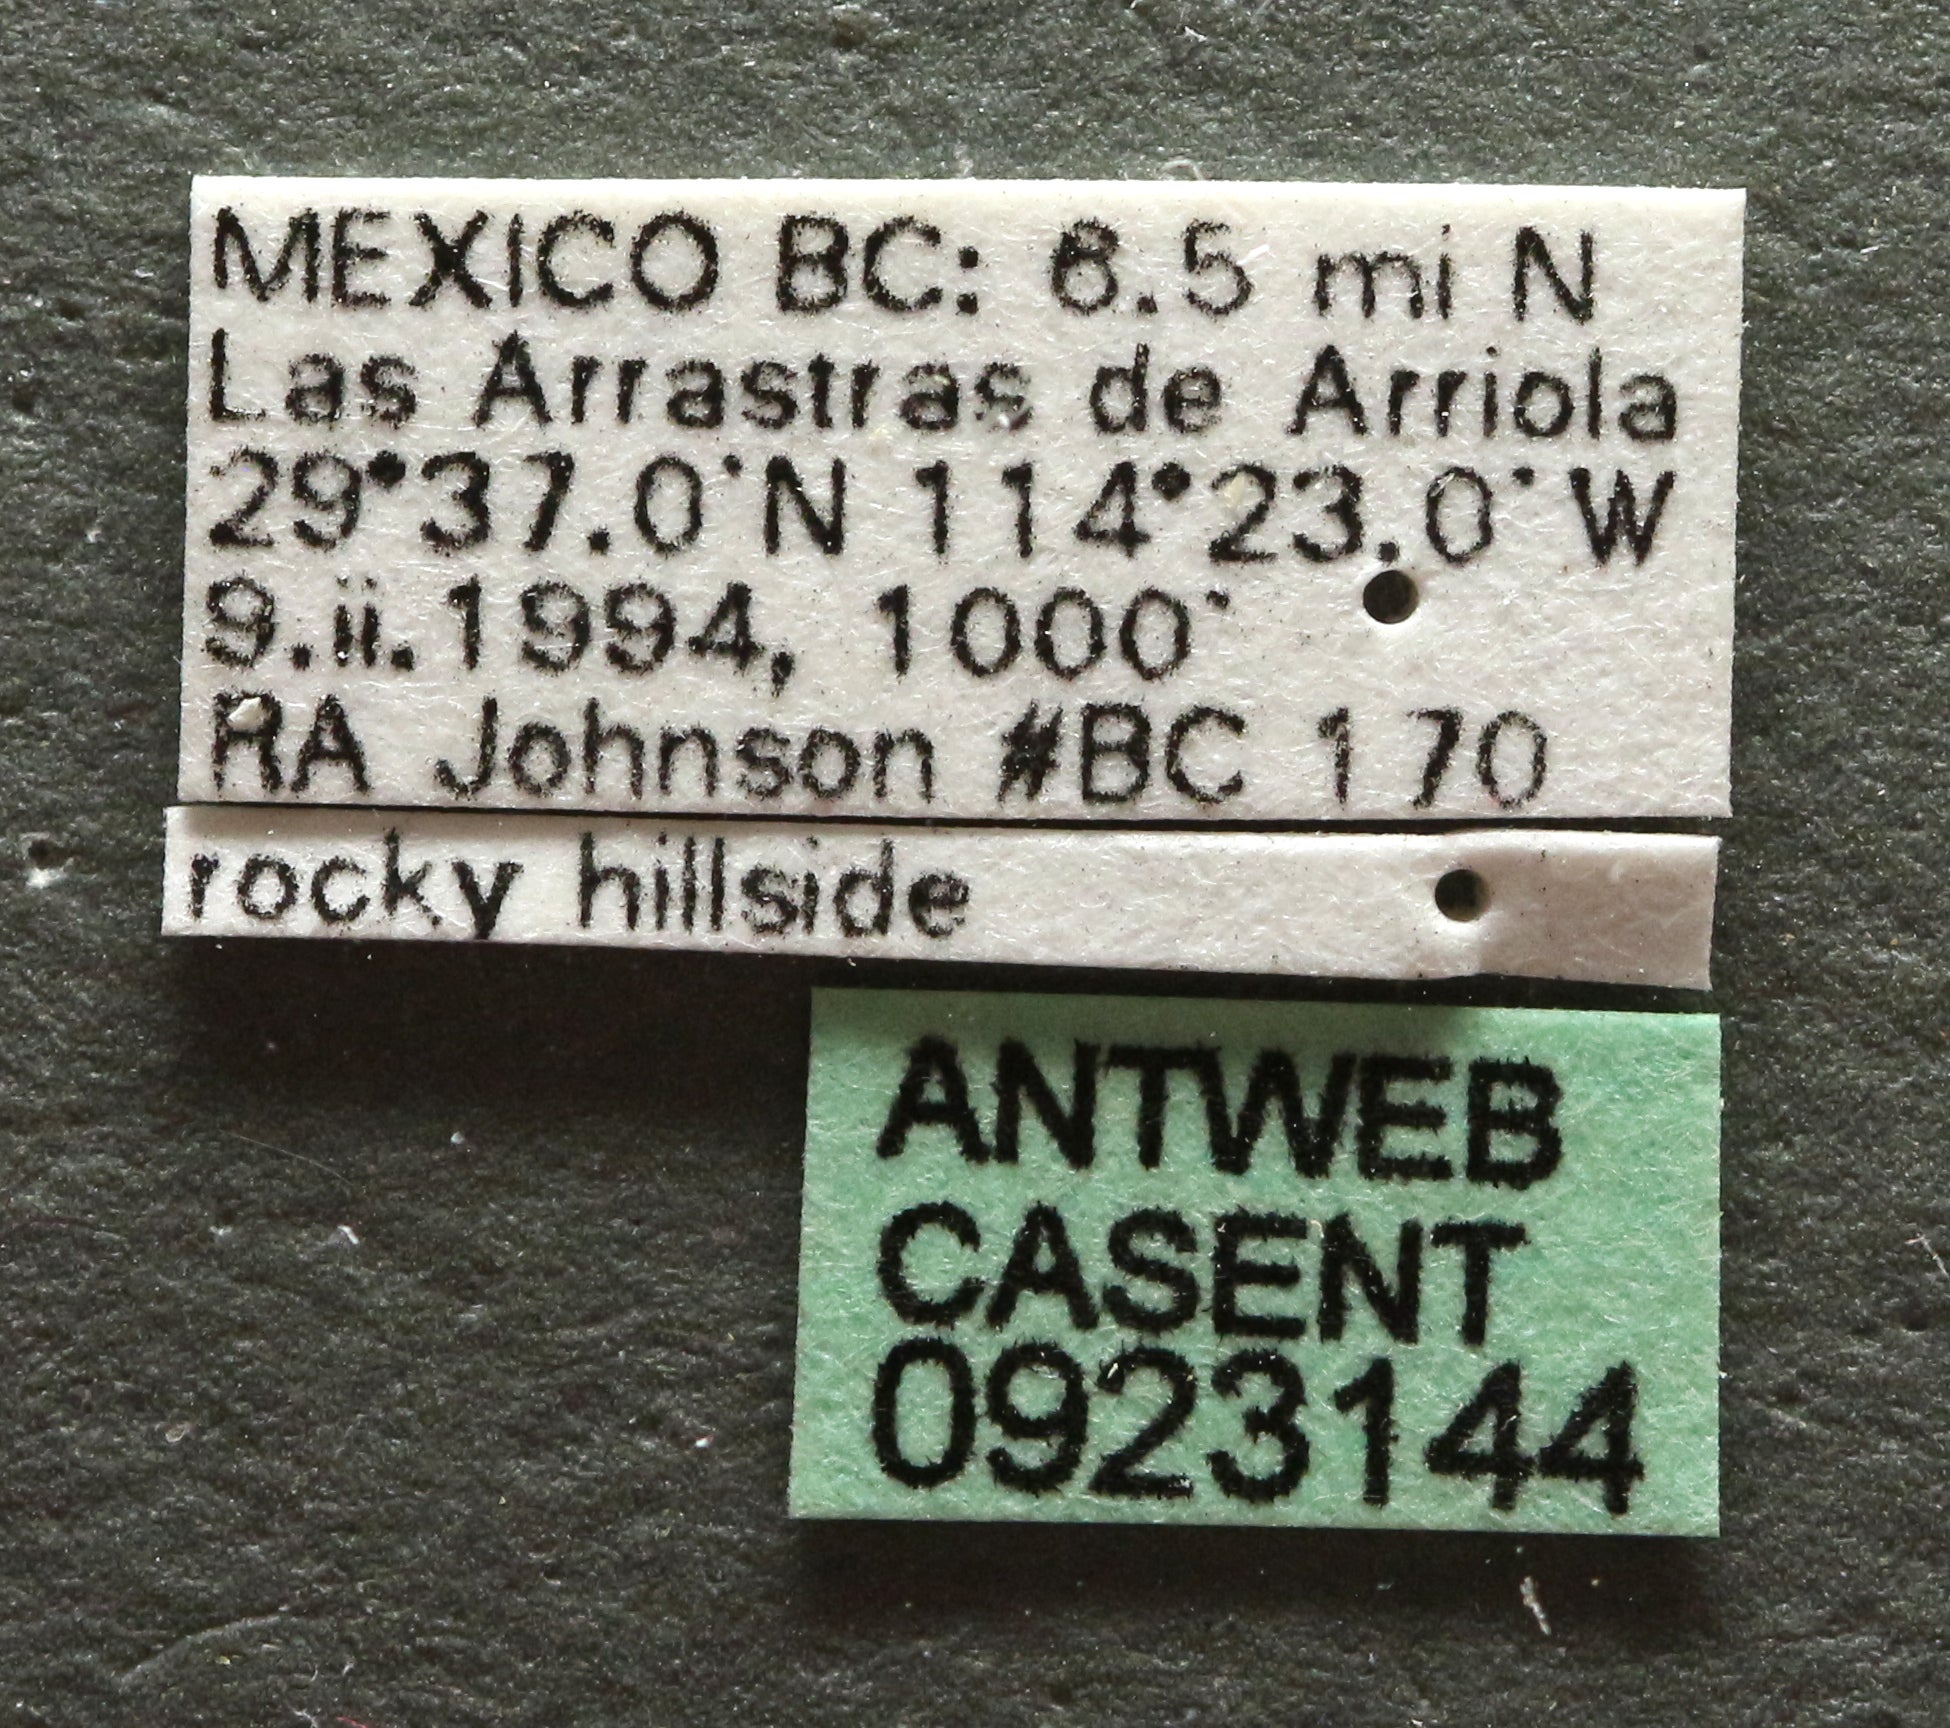 MEXICO BC: 6.5 mi N
Las Arrastras de Arriola
29°37.0'N 114°23.0'W
9.ii.1994, 1000'
RA Johnson #BC 170
rocky hillside
ANTWEB
CASENT
0923144